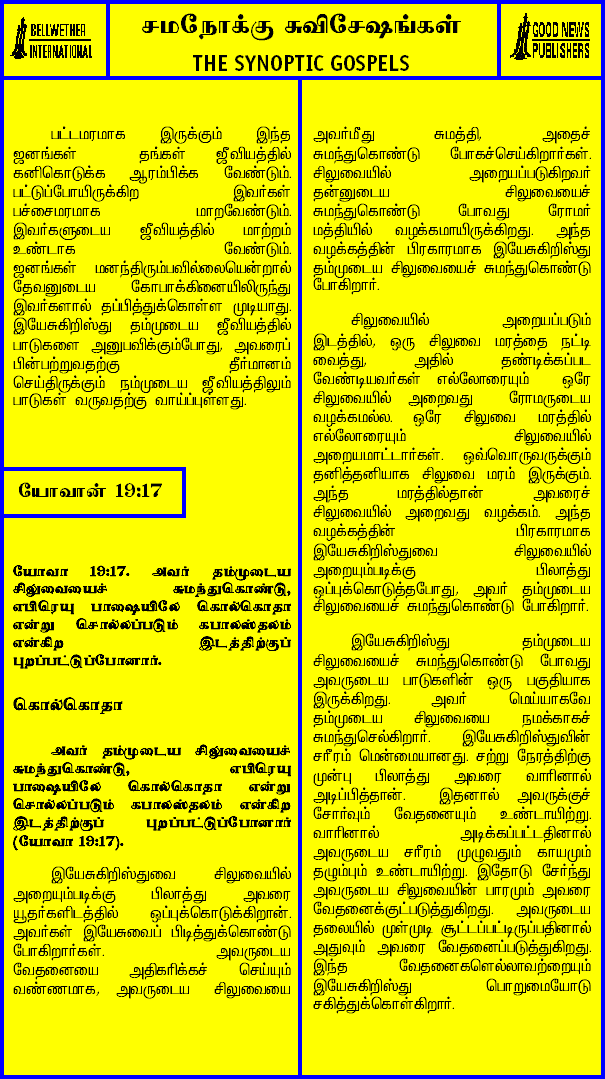 BELLWETHER
INTERNATIONAL
சமநோக்கு சுவிசேஷங்கள்
THE SYNOPTIC GOSPELS
GOOD NEWS
PUBLISHERS
பட்டமரமாக இருக்கும் இந்த
ஜனங்கள் தங்கள் ஜீவியத்தில்
கனிகொடுக்க ஆரம்பிக்க வேண்டும்.
பட்டுப்போயிருக்கிற இவர்கள்
பச்சைமரமாக மாறவேண்டும்.
இவர்களுடைய ஜீவியத்தில் மாற்றம்
உண்டாக வேண்டும்.
ஜனங்கள் மனந்திரும்பவில்லையென்றால்
தேவனுடைய கோபாக்கினையிலிருந்து
இவர்களால் தப்பித்துக்கொள்ள முடியாது.
இயேசுகிறிஸ்து தம்முடைய ஜீவியத்தில்
பாடுகளை அனுபவிக்கும்போது, அவரைப்
பின்பற்றுவதற்கு தீர்மானம்
செய்திருக்கும் நம்முடைய ஜீவியத்திலும்
பாடுகள் வருவதற்கு வாய்ப்புள்ளது.
யோவான் 19:17
யோவா 19:17. அவர் தம்முடைய
சிலுவையைச் சுமந்துகொண்டு,
எபிரெயு பாஷையிலே கொல்கொதா
என்று சொல்லப்படும் கபாலஸ்தலம்
என்கிற இடத்திற்குப்
புறப்பட்டுப்போனார்.
கொல்கொதா
அவர் தம்முடைய சிலுவையைச்
சுமந்துகொண்டு, எபிரெயு
பாஷையிலே கொல்கொதா என்று
சொல்லப்படும் கபாலஸ்தலம் என்கிற
இடத்திற்குப் புறப்பட்டுப்போனார்
(யோவா 19:17).
இயேசுகிறிஸ்துவை சிலுவையில்
அறையும்படிக்கு பிலாத்து அவரை
யூதர்களிடத்தில் ஒப்புக்கொடுக்கிறான்.
அவர்கள் இயேசுவைப் பிடித்துக்கொண்டு
போகிறார்கள். அவருடைய
வேதனையை அதிகரிக்கச் செய்யும்
வண்ணமாக, அவருடைய சிலுவையை
அவர்மீது சுமத்தி, அதைச்
சுமந்துகொண்டு போகச்செய்கிறார்கள்.
சிலுவையில் அறையப்படுகிறவர்
தன்னுடைய சிலுவையைச்
சுமந்துகொண்டு போவது ரோமர்
மத்தியில் வழக்கமாயிருக்கிறது. அந்த
வழக்கத்தின் பிரகாரமாக இயேசுகிறிஸ்து
தம்முடைய சிலுவையைச் சுமந்துகொண்டு
போகிறார்.
சிலுவையில் அறையப்படும்
இடத்தில், ஒரு சிலுவை மரத்தை நட்டி
வைத்து, அதில் தண்டிக்கப்பட
வேண்டியவர்கள் எல்லோரையும் ஒரே
சிலுவையில் அறைவது ரோமருடைய
வழக்கமல்ல. ஒரே சிலுவை மரத்தில்
எல்லோரையும் சிலுவையில்
அறையமாட்டார்கள். ஒவ்வொருவருக்கும்
தனித்தனியாக சிலுவை மரம் இருக்கும்.
அந்த மரத்தில்தான் அவரைச்
சிலுவையில் அறைவது வழக்கம். அந்த
வழக்கத்தின் பிரகாரமாக
இயேசுகிறிஸ்துவை சிலுவையில்
அறையும்படிக்கு பிலாத்து
ஒப்புக்கொடுத்தபோது, அவர் தம்முடைய
சிலுவையைச் சுமந்துகொண்டு போகிறார்.
இயேசுகிறிஸ்து தம்முடைய
சிலுவையைச் சுமந்துகொண்டு போவது
அவருடைய பாடுகளின் ஒரு பகுதியாக
இருக்கிறது. அவர் மெய்யாகவே
தம்முடைய சிலுவையை நமக்காகச்
சுமந்துசெல்கிறார். இயேசுகிறிஸ்துவின்
சரீரம் மென்மையானது. சற்று நேரத்திற்கு
முன்பு பிலாத்து அவரை வாரினால்
அடிப்பித்தான். இதனால் அவருக்குச்
சோர்வும் வேதனையும் உண்டாயிற்று.
வாரினால் அடிக்கப்பட்டதினால்
அவருடைய சரீரம் முழுவதும் காயமும்
தழும்பும் உண்டாயிற்று. இதோடு சேர்ந்து
அவருடைய சிலுவையின் பாரமும் அவரை
வேதனைக்குட்படுத்துகிறது. அவருடைய
தலையில் முள்முடி சூட்டப்பட்டிருப்பதினால்
அதுவும் அவரை வேதனைப்படுத்துகிறது.
இந்த வேதனைகளெல்லாவற்றையும்
இயேசுகிறிஸ்து பொறுமையோடு
சகித்துக்கொள்கிறார்.